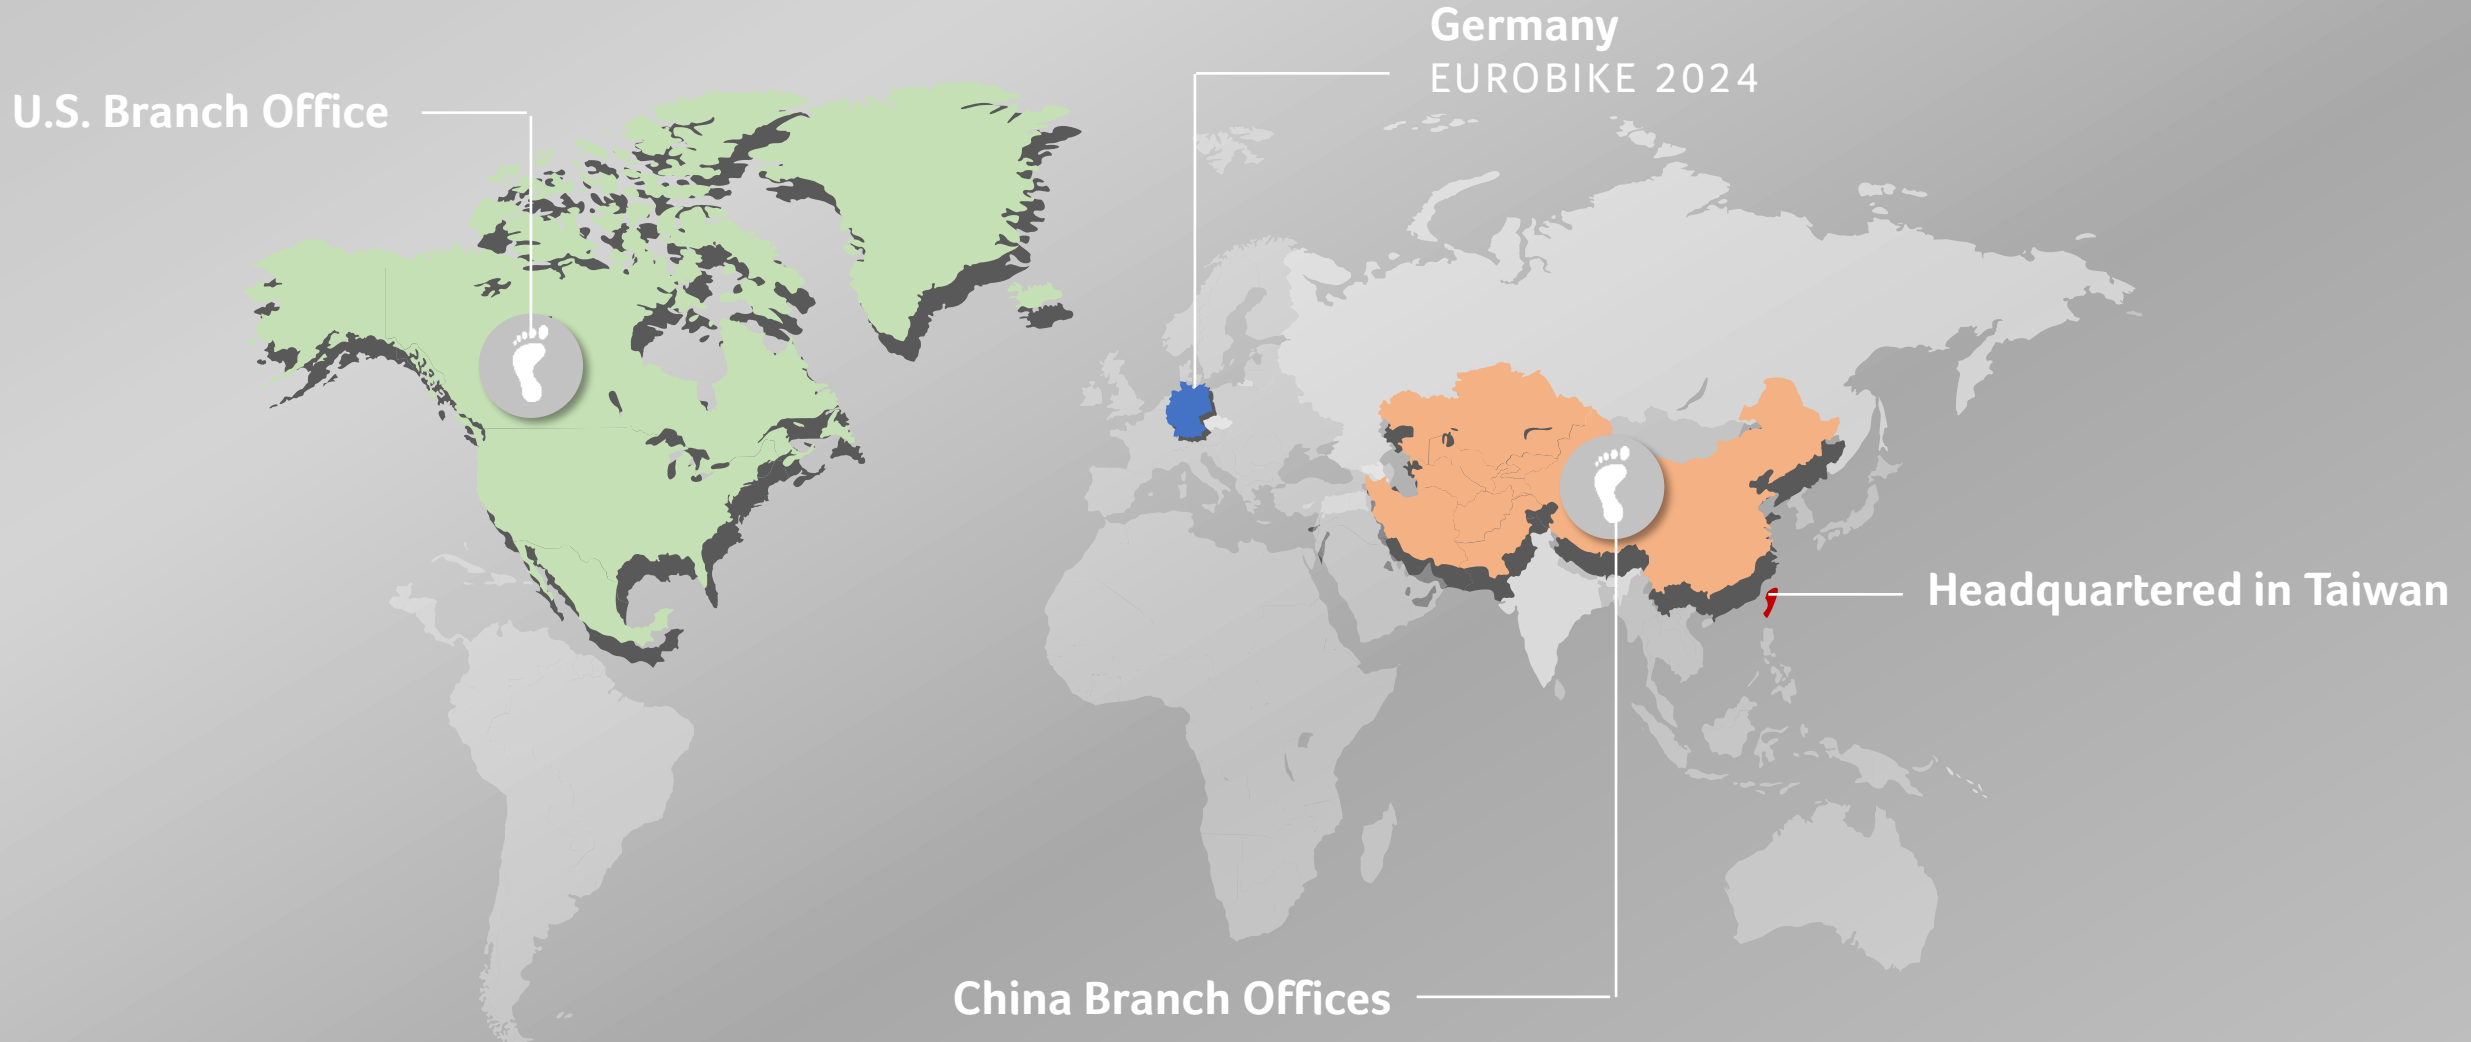 Germany
EUROBIKE 2024
U.S. Branch Office
Headquartered in Taiwan
China Branch Offices